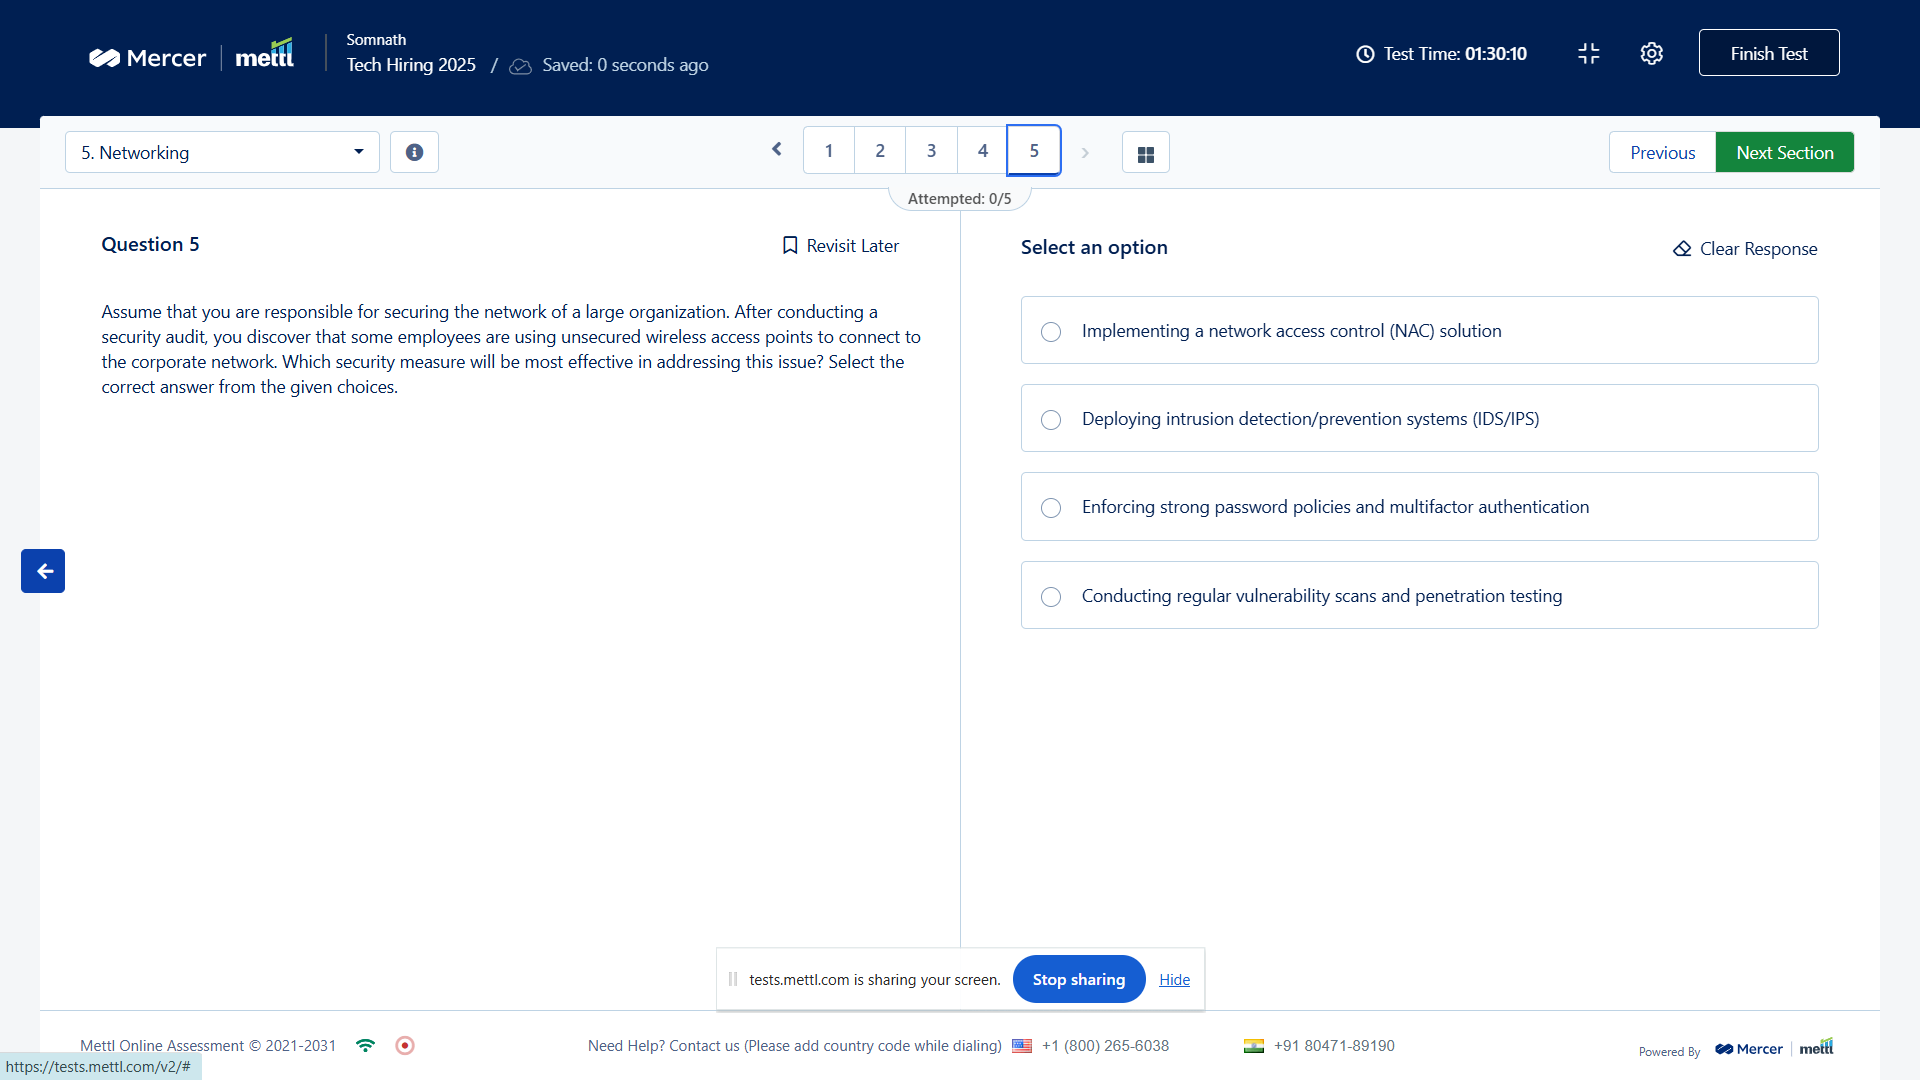 Mercer mettl
Somnath
Tech Hiring 2025 / Saved: 0 seconds ago
Test Time: 01:30:10
Finish Test
5. Networking
1 2 3 4 5
Previous
Next Section
Attempted: 0/5
Question 5
Revisit Later
Assume that you are responsible for securing the network of a large organization. After conducting a
security audit, you discover that some employees are using unsecured wireless access points to connect to
the corporate network. Which security measure will be most effective in addressing this issue? Select the
correct answer from the given choices.
Select an option
Clear Response
Implementing a network access control (NAC) solution
Deploying intrusion detection/prevention systems (IDS/IPS)
Enforcing strong password policies and multifactor authentication
Conducting regular vulnerability scans and penetration testing
tests.mettl.com is sharing your screen.
Stop sharing
Hide
Mettl Online Assessment © 2021-2031
Need Help? Contact us (Please add country code while dialing)
+1 (800) 265-6038
+91 80471-89190
Powered By Mercer mettl
https://tests.mettl.com/v2/#